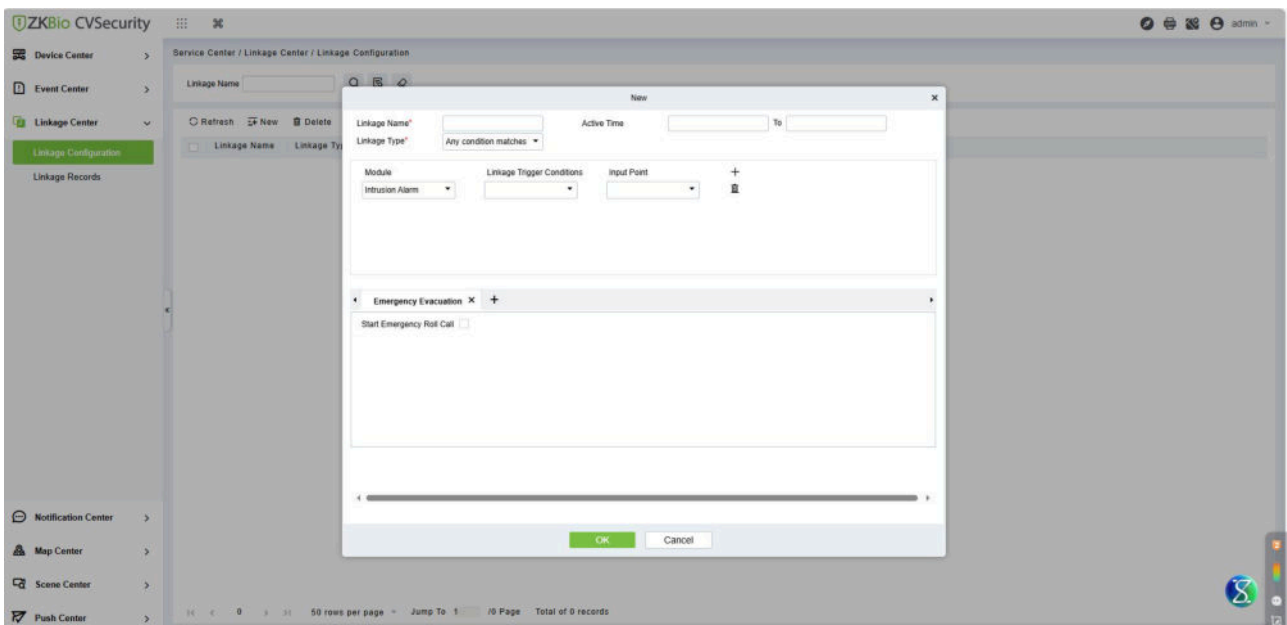 ZKBio CVSecurity
admin
Device Center
Service Center / Linkage Center / Linkage Configuration
Event Center
Linkage Name
New
Linkage Center
Refresh New Delete
Linkage Name* Active Time To
Linkage Type* Any condition matches
Linkage Configuration
Linkage Name Linkage Ty
Linkage Records
Module Linkage Trigger Conditions Input Point
Intrusion Alarm
Emergency Evacuation
Start Emergency Roll Call
Notification Center
OK Cancel
Map Center
Scene Center
0 50 rows per page Jump To 1 /0 Page Total of 0 records
Push Center